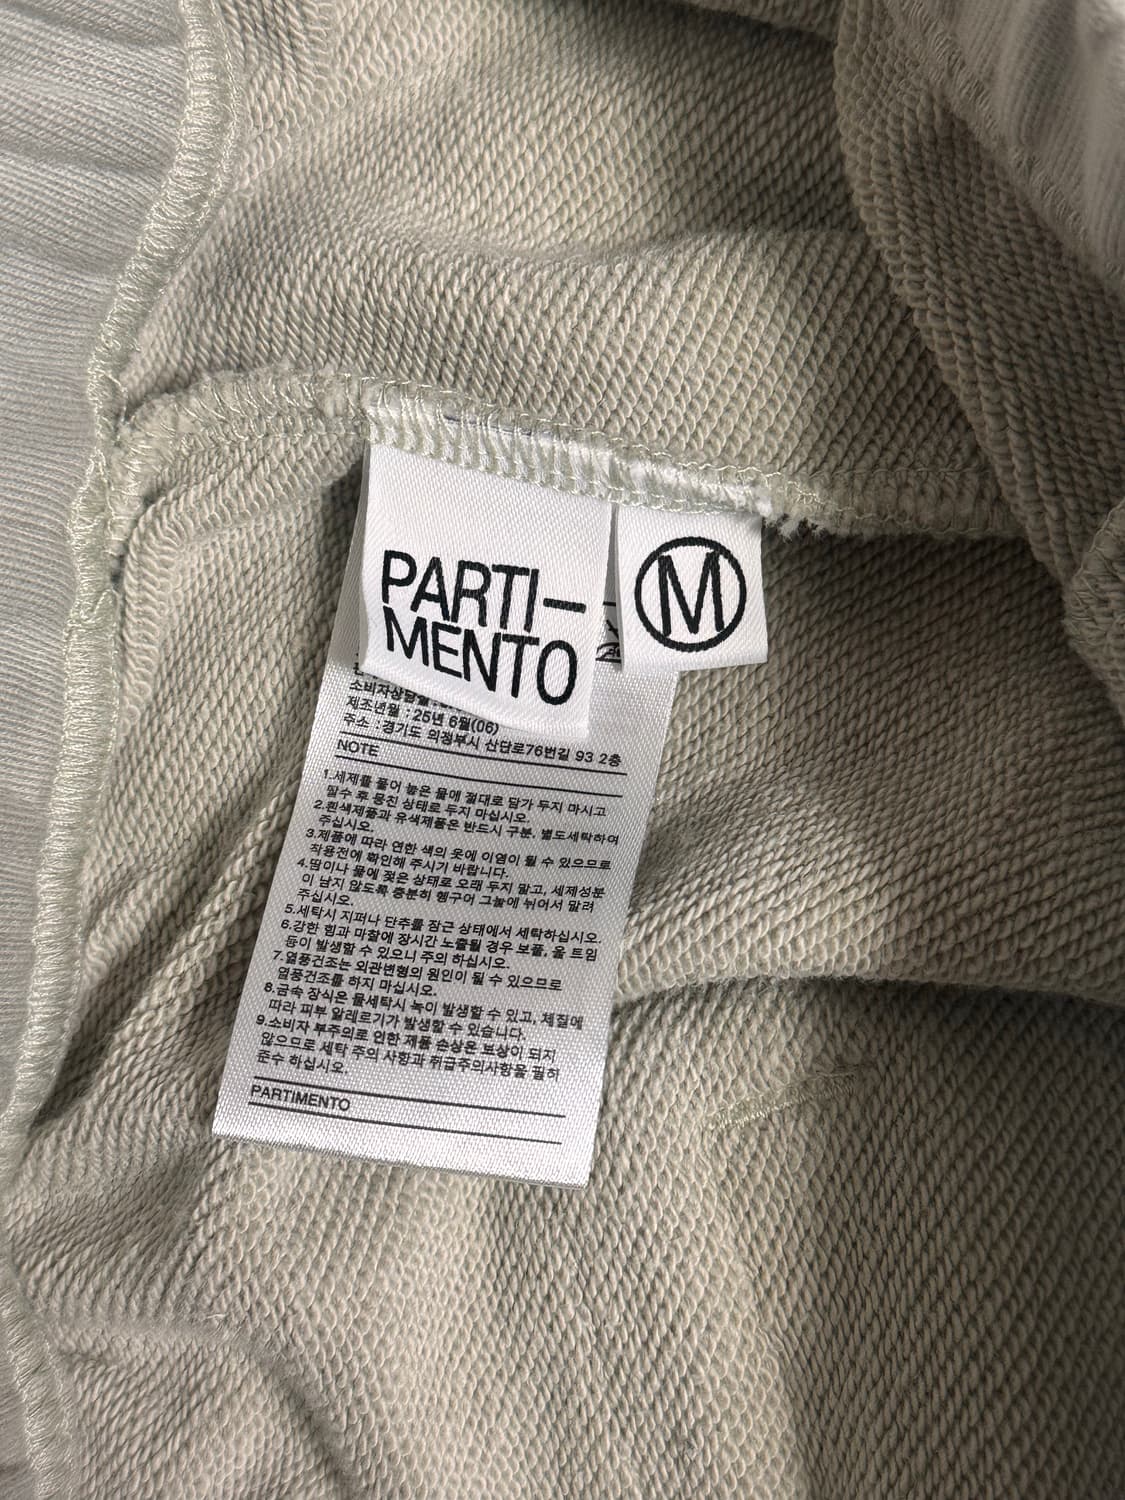 PARTI–
MENTO
M
소비자상담실 :
제조년월 : 25년 6월(06)
주소 : 경기도 의정부시 산단로76번길 93 2층
NOTE
1.세제를 풀어 놓은 물에 절대로 담가 두지 마시고
탈수 후 뭉친 상태로 두지 마십시오.
2.흰색제품과 유색제품은 반드시 구분, 별도세탁하여
주십시오.
3.제품에 따라 연한 색의 옷에 이염이 될 수 있으므로
착용전에 확인해 주시기 바랍니다.
4.땀이나 물에 젖은 상태로 오래 두지 말고, 세제성분
이 남지 않도록 충분히 헹구어 그늘에 뉘어서 말려
주십시오.
5.세탁시 지퍼나 단추를 잠근 상태에서 세탁하십시오.
6.강한 힘과 마찰에 장시간 노출될 경우 보풀, 올 트임
등이 발생할 수 있으니 주의 하십시오.
7.열풍건조는 외관변형의 원인이 될 수 있으므로
열풍건조를 하지 마십시오.
8.금속 장식은 물세탁시 녹이 발생할 수 있고, 체질에
따라 피부 알레르기가 발생할 수 있습니다.
9.소비자 부주의로 인한 제품 손상은 보상이 되지
않으므로 세탁 주의 사항과 취급주의사항을 필히
준수 하십시오.
PARTIMENTO